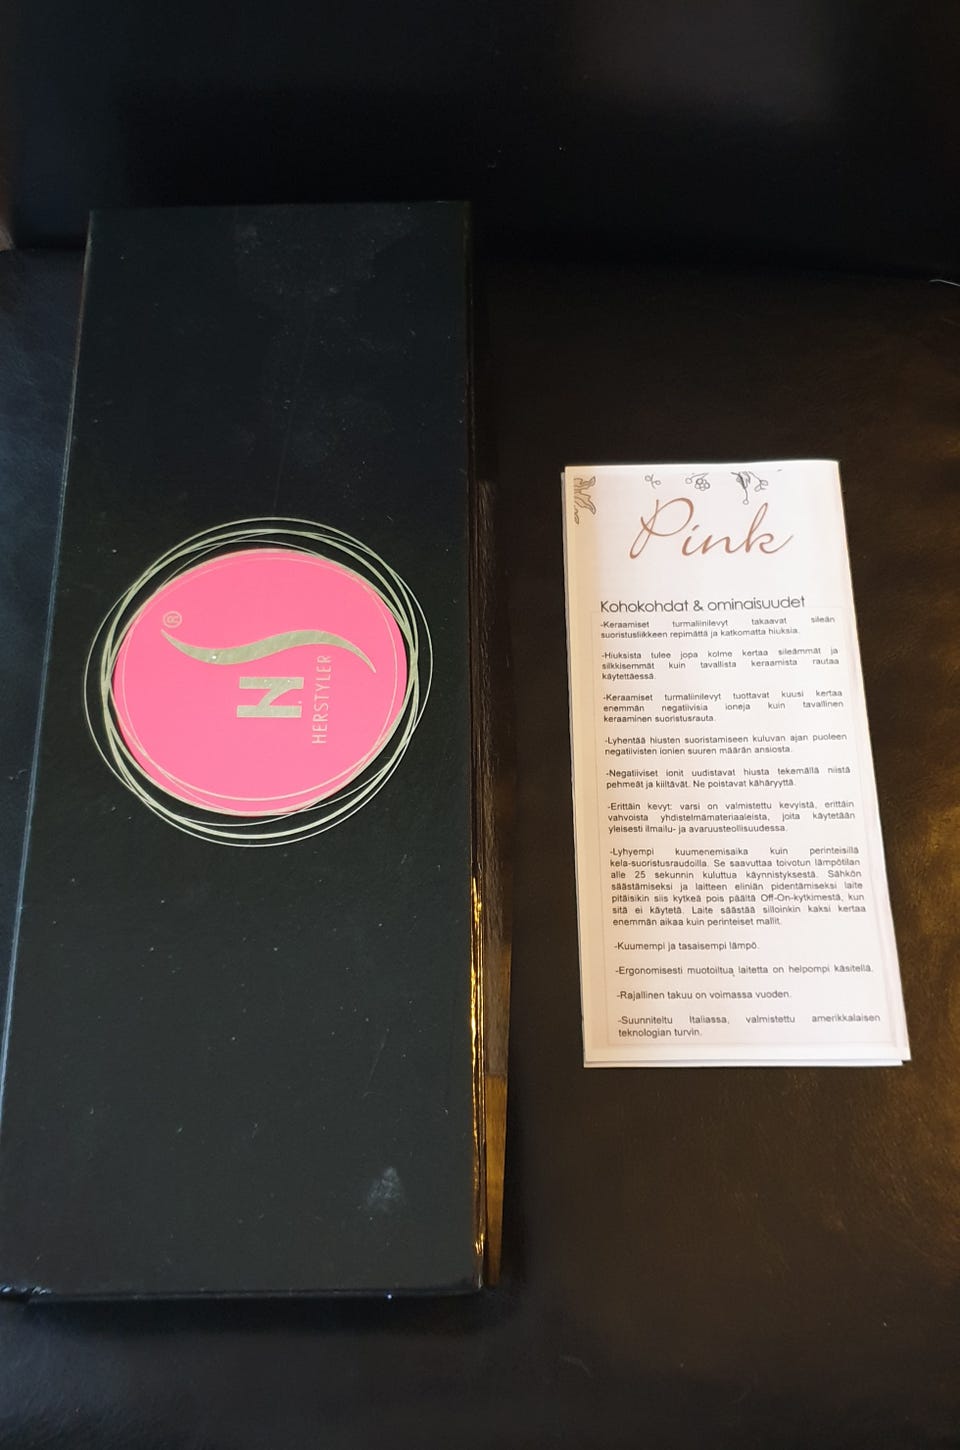 ®
N
HERSTYLER
Pink
Kohokohdat & ominaisuudet
-Keraamiset turmaliinilevyt takaavat sileän
suoristusliikkeen repimättä ja katkomatta hiuksia.
-Hiuksista tulee jopa kolme kertaa sileämmät ja
silkkisemmät kuin tavallista keraamista rautaa
käytettäessä.
-Keraamiset turmaliinilevyt tuottavat kuusi kertaa
enemmän negatiivisia ioneja kuin tavallinen
keraaminen suoristusrauta.
-Lyhentää hiusten suoristamiseen kuluvan ajan puoleen
negatiivisten ionien suuren määrän ansiosta.
-Negatiiviset ionit uudistavat hiusta tekemällä niistä
pehmeät ja kiiltävät. Ne poistavat kähäryyttä.
-Erittäin kevyt: varsi on valmistettu kevyistä, erittäin
vahvoista yhdistelmämateriaaleista, joita käytetään
yleisesti ilmailu- ja avaruusteollisuudessa.
-Lyhyempi kuumenemisaika kuin perinteisillä
kela-suoristusraudoilla. Se saavuttaa toivotun lämpötilan
alle 25 sekunnin kuluttua käynnistyksestä. Sähkön
säästämiseksi ja laitteen eliniän pidentämiseksi laite
pitäisikin siis kytkeä pois päältä Off-On-kytkimestä, kun
sitä ei käytetä. Laite säästää silloinkin kaksi kertaa
enemmän aikaa kuin perinteiset mallit.
-Kuumempi ja tasaisempi lämpö.
-Ergonomisesti muotoiltua laitetta on helpompi käsitellä.
-Rajallinen takuu on voimassa vuoden.
-Suunniteltu Italiassa, valmistettu amerikkalaisen
teknologian turvin.